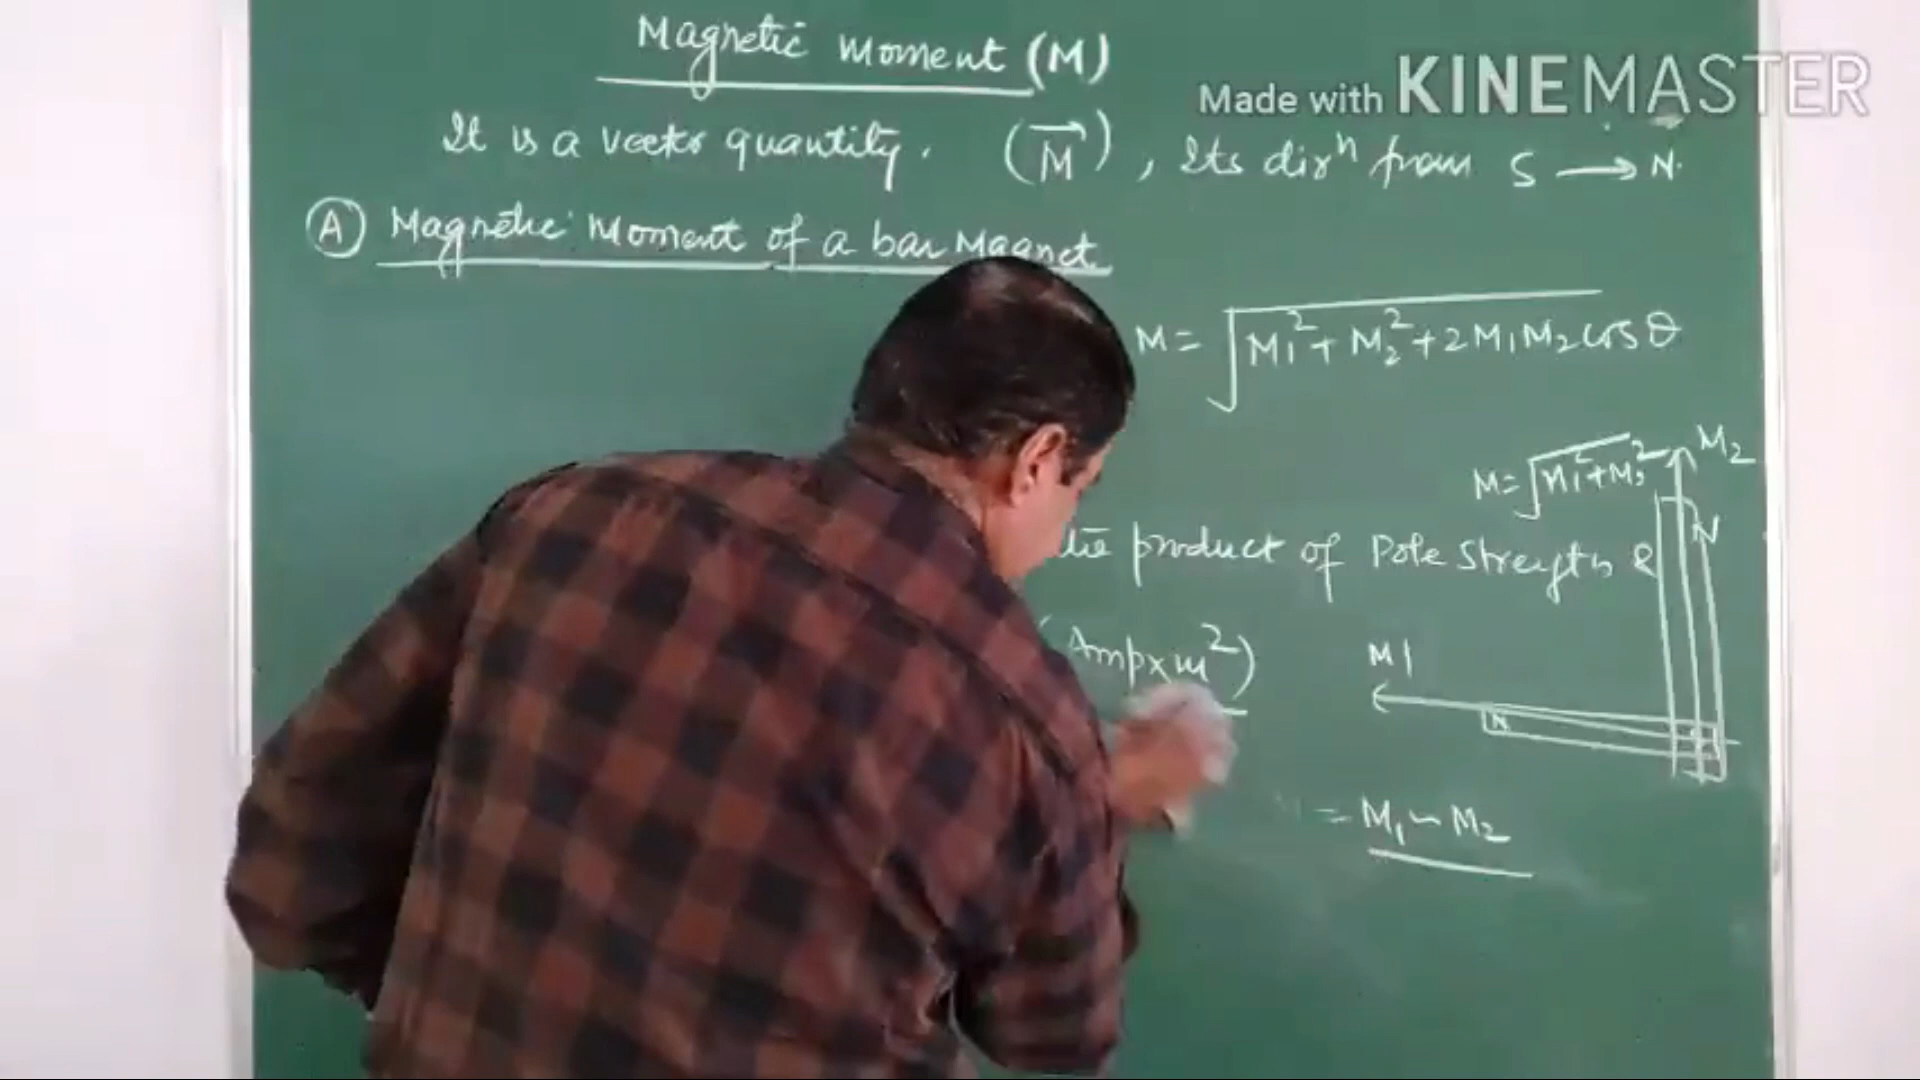 Magnetic Moment (M)
Made with KINEMASTER
It is a vector quantity. (M⃗), Its dirⁿ from S → N.
Ⓐ Magnetic Moment of a bar Magnet
M = √(M₁² + M₂² + 2M₁M₂ cos θ)
M₂
M = √(M₁² + M₂²)
N
product of Pole Strength &
(Amp × m²)
M1
N
= M₁ ~ M₂